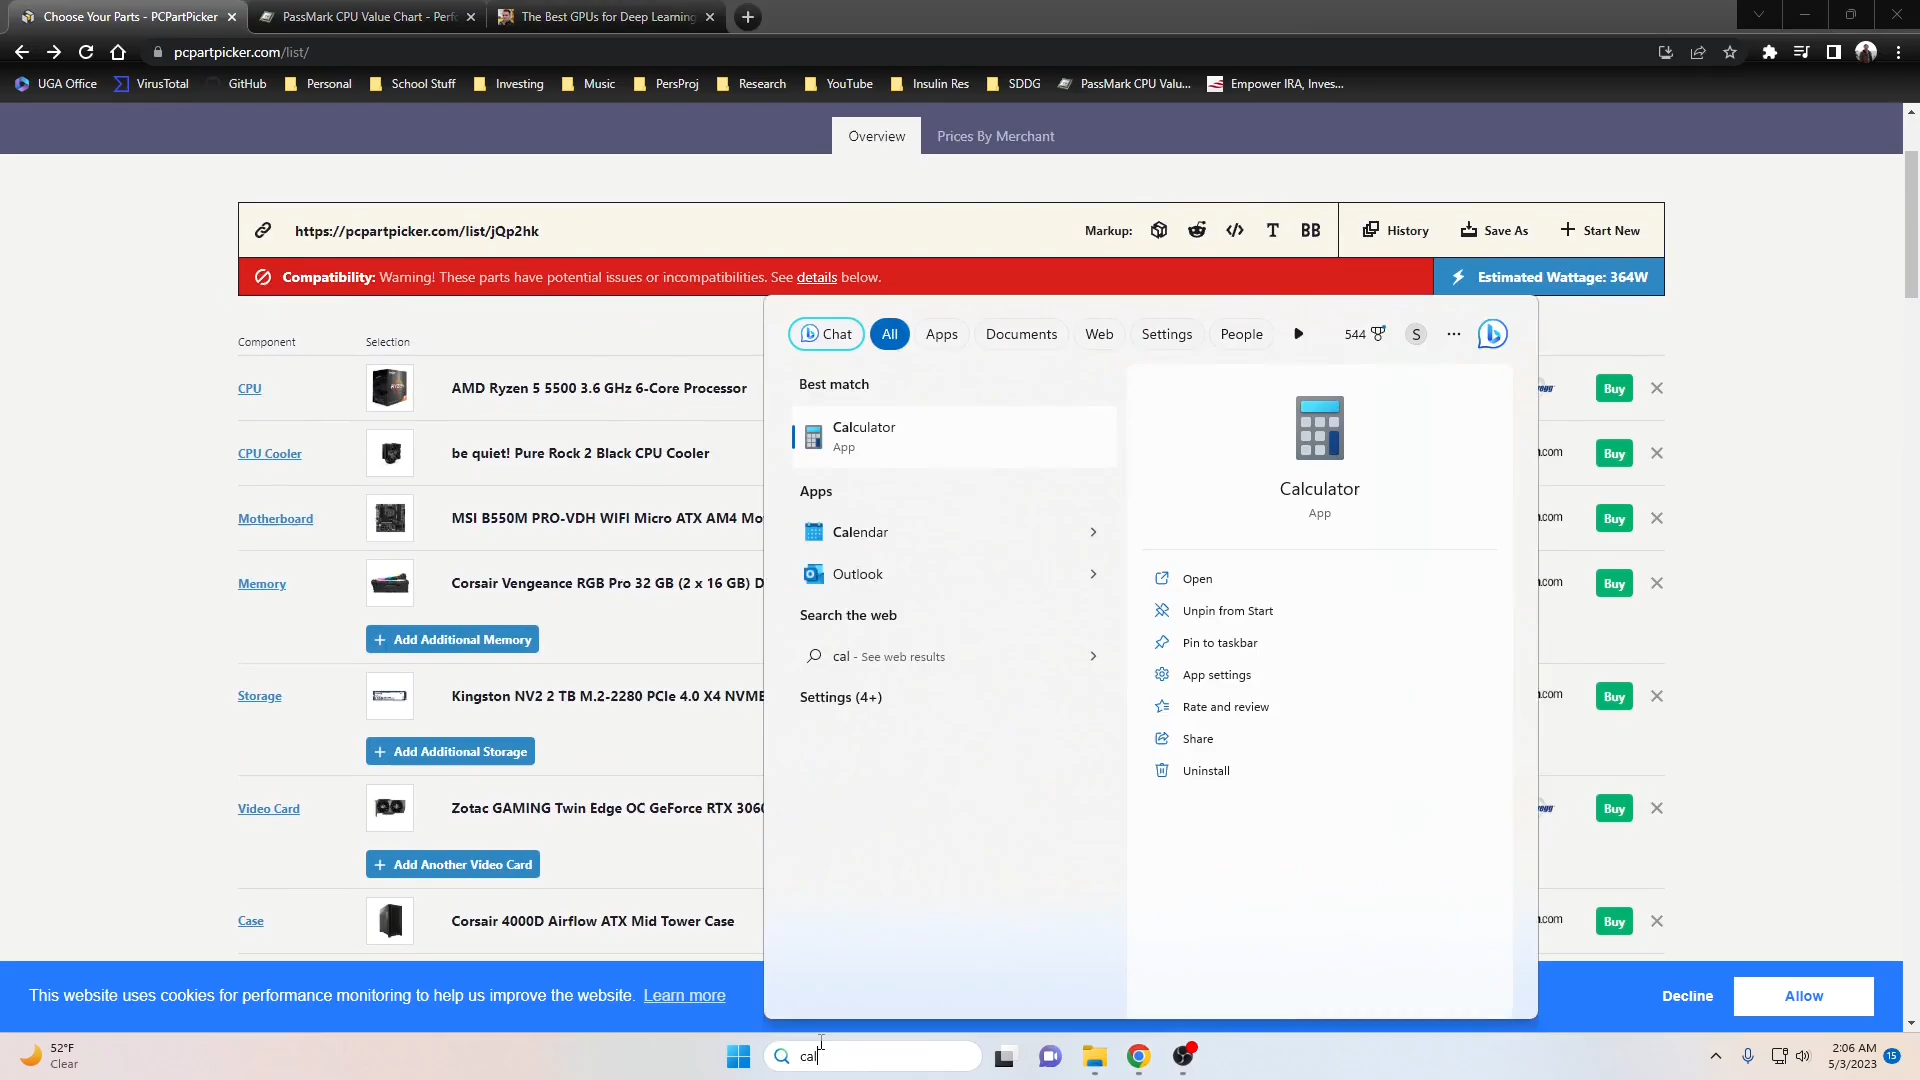 Choose Your Parts - PCPartPicker
PassMark CPU Value Chart - Perfo
The Best GPUs for Deep Learning
pcpartpicker.com/list/
UGA Office
VirusTotal
GitHub
Personal
School Stuff
Investing
Music
PersProj
Research
YouTube
Insulin Res
SDDG
PassMark CPU Valu...
Empower IRA, Inves...
Overview
Prices By Merchant
https://pcpartpicker.com/list/jQp2hk
Markup:
T
BB
History
Save As
Start New
Compatibility: Warning! These parts have potential issues or incompatibilities. See details below.
Estimated Wattage: 364W
Component
Selection
CPU
AMD Ryzen 5 5500 3.6 GHz 6-Core Processor
Buy
CPU Cooler
be quiet! Pure Rock 2 Black CPU Cooler
.com
Buy
Motherboard
MSI B550M PRO-VDH WIFI Micro ATX AM4 Mo
.com
Buy
Memory
Corsair Vengeance RGB Pro 32 GB (2 x 16 GB) D
.com
Buy
+ Add Additional Memory
Storage
Kingston NV2 2 TB M.2-2280 PCIe 4.0 X4 NVME
.com
Buy
+ Add Additional Storage
Video Card
Zotac GAMING Twin Edge OC GeForce RTX 3060
Buy
+ Add Another Video Card
Case
Corsair 4000D Airflow ATX Mid Tower Case
.com
Buy
Chat
All
Apps
Documents
Web
Settings
People
544
S
Best match
Calculator
App
Apps
Calendar
Outlook
Search the web
cal - See web results
Settings (4+)
Calculator
App
Open
Unpin from Start
Pin to taskbar
App settings
Rate and review
Share
Uninstall
This website uses cookies for performance monitoring to help us improve the website. Learn more
Decline
Allow
52°F
Clear
cal
2:06 AM
5/3/2023
15